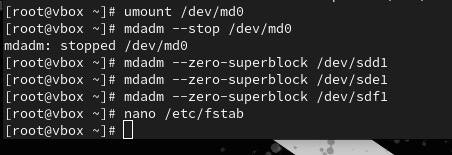 [root@vbox ~]# umount /dev/md0
[root@vbox ~]# mdadm --stop /dev/md0
mdadm: stopped /dev/md0
[root@vbox ~]# mdadm --zero-superblock /dev/sdd1
[root@vbox ~]# mdadm --zero-superblock /dev/sde1
[root@vbox ~]# mdadm --zero-superblock /dev/sdf1
[root@vbox ~]# nano /etc/fstab
[root@vbox ~]#